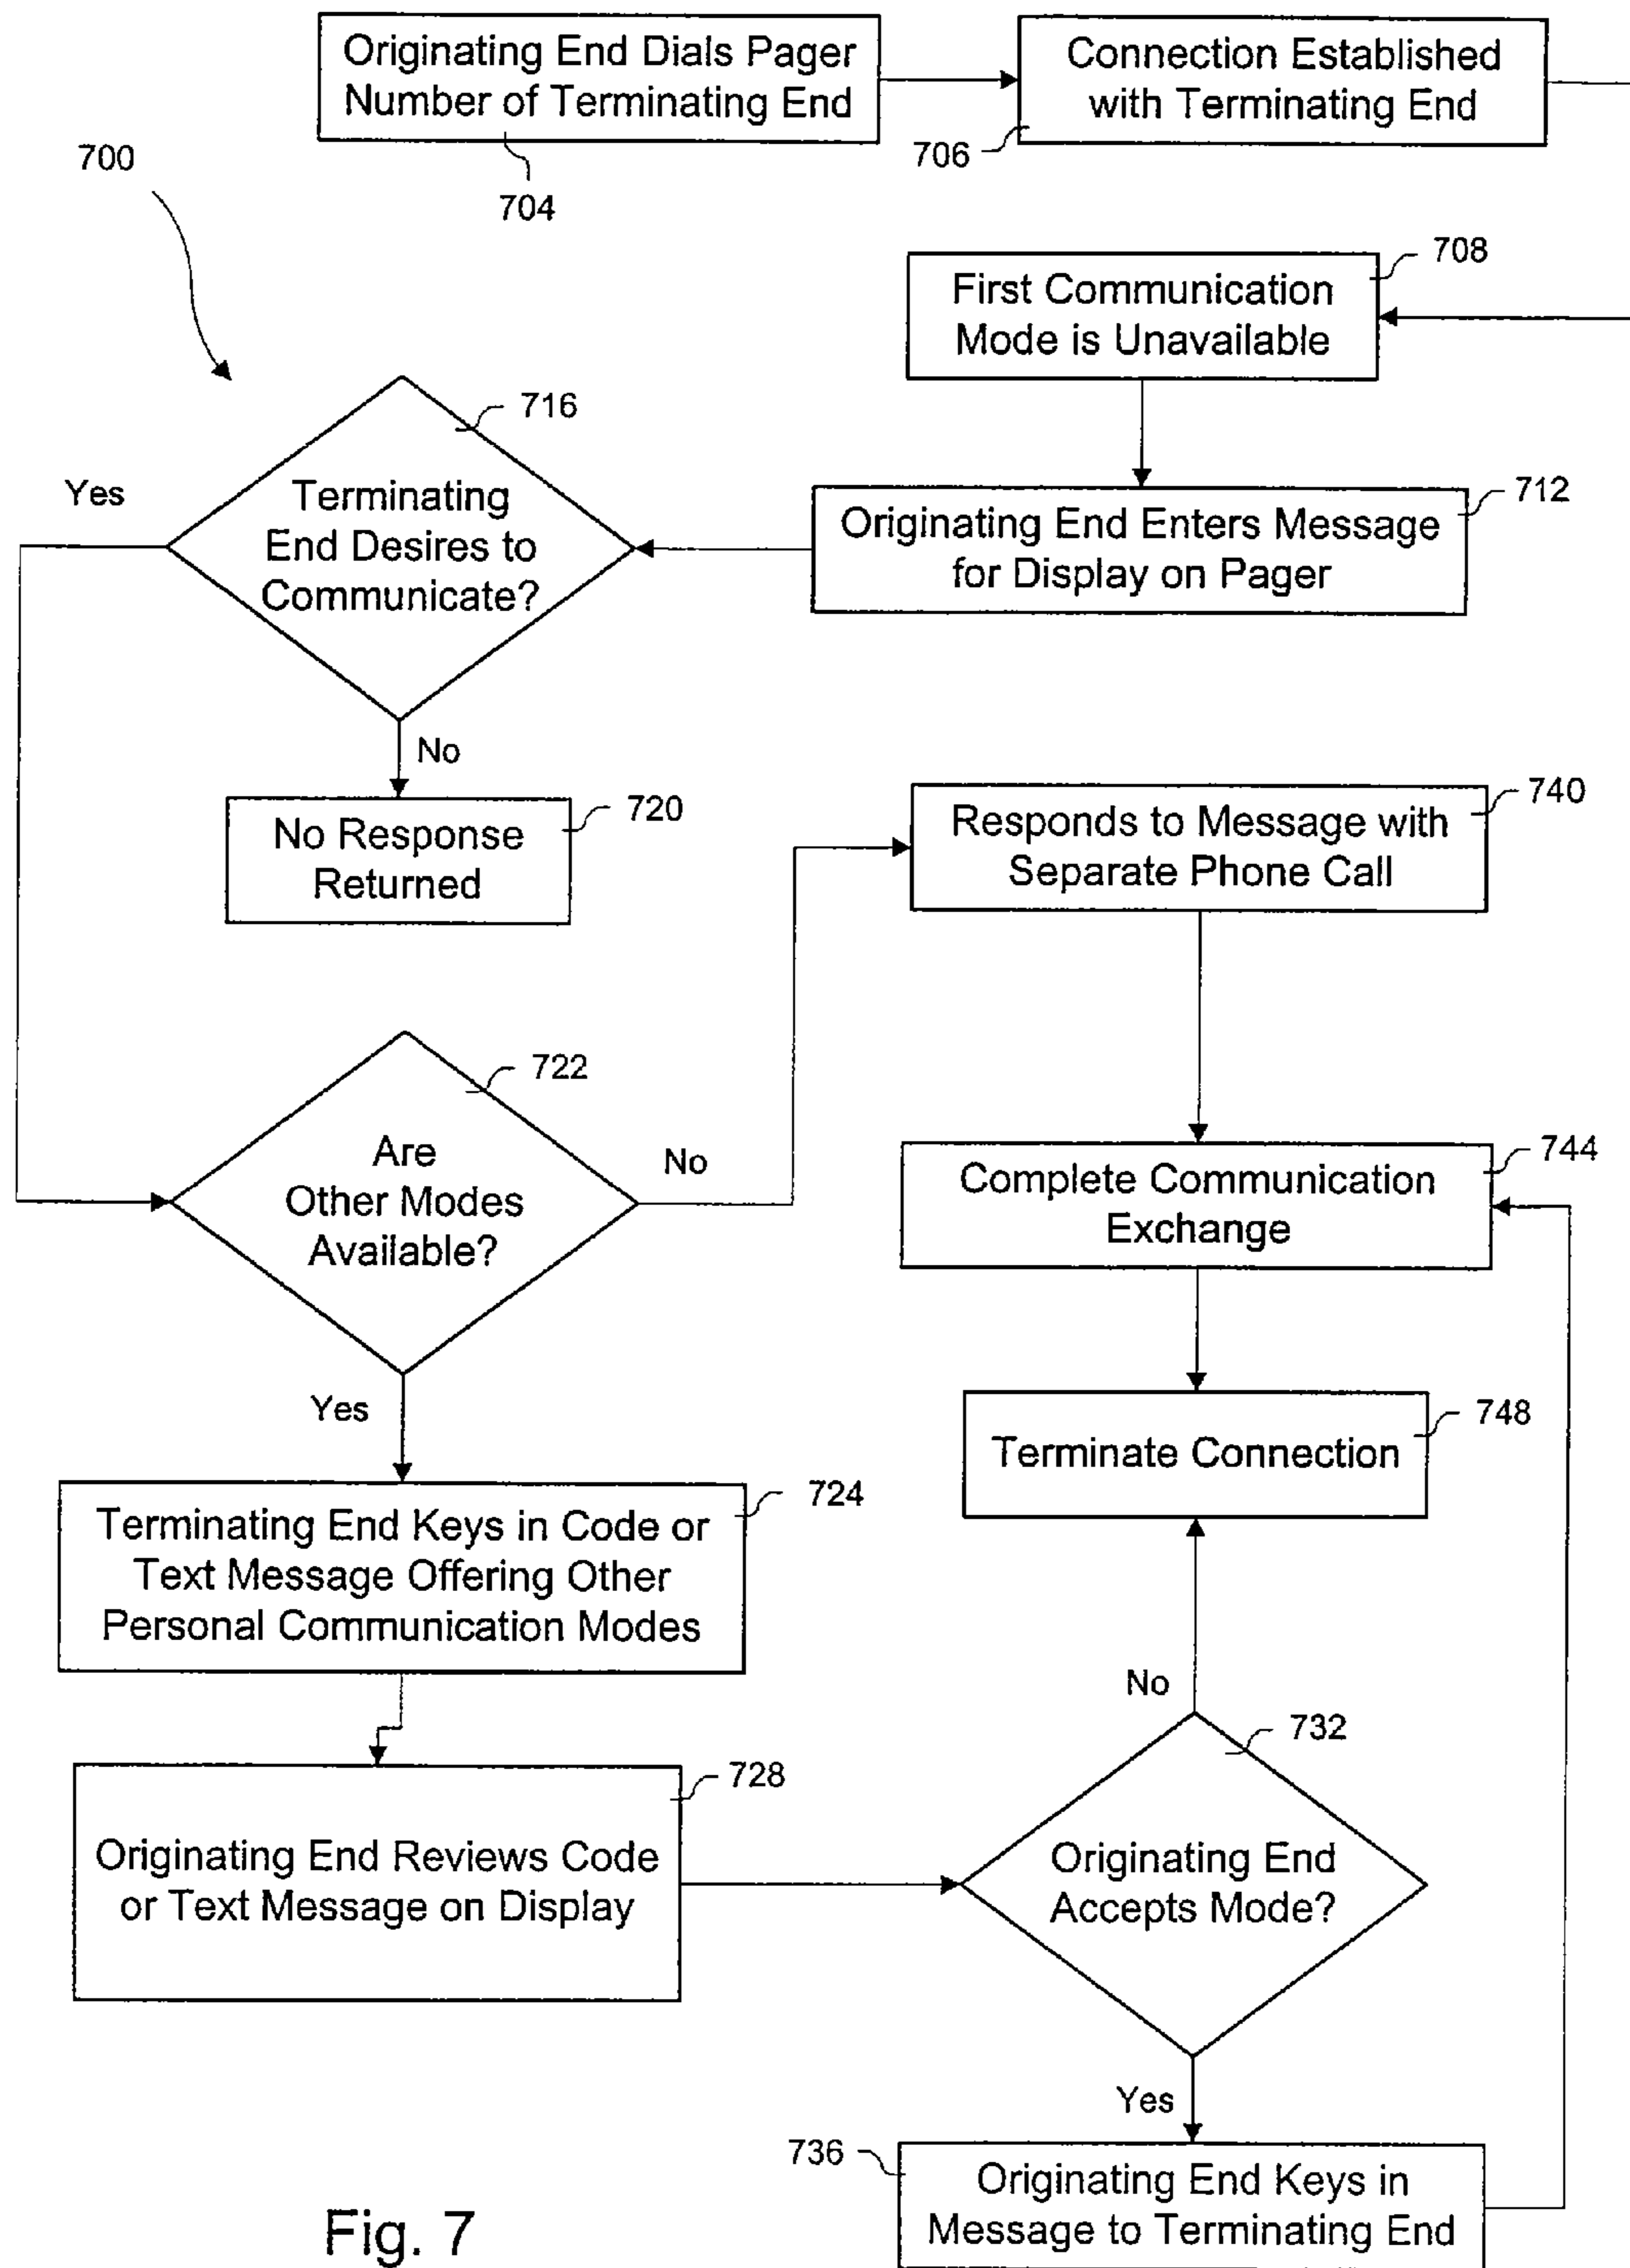 Originating End Dials Pager
Number of Terminating End
704
Connection Established
with Terminating End
706
700
708
First Communication
Mode is Unavailable
712
Originating End Enters Message
for Display on Pager
716
Terminating
End Desires to
Communicate?
Yes
No
720
No Response
Returned
722
Are
Other Modes
Available?
No
Yes
740
Responds to Message with
Separate Phone Call
744
Complete Communication
Exchange
748
Terminate Connection
724
Terminating End Keys in Code or
Text Message Offering Other
Personal Communication Modes
728
Originating End Reviews Code
or Text Message on Display
732
Originating End
Accepts Mode?
No
Yes
736
Originating End Keys in
Message to Terminating End
Fig. 7